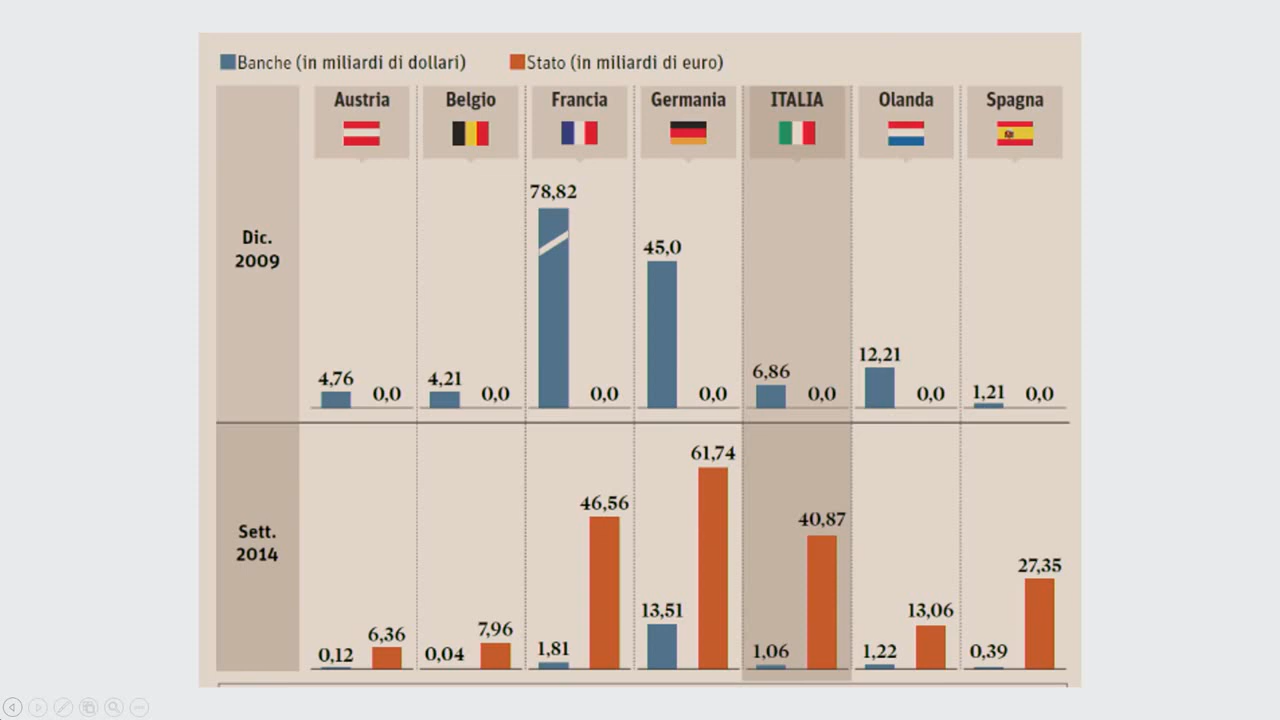 Banche (in miliardi di dollari) Stato (in miliardi di euro)
Austria Belgio Francia Germania ITALIA Olanda Spagna
Dic.
2009
4,76 0,0 4,21 0,0 78,82 0,0 45,0 0,0 6,86 0,0 12,21 0,0 1,21 0,0
Sett.
2014
0,12 6,36 0,04 7,96 1,81 46,56 13,51 61,74 1,06 40,87 1,22 13,06 0,39 27,35